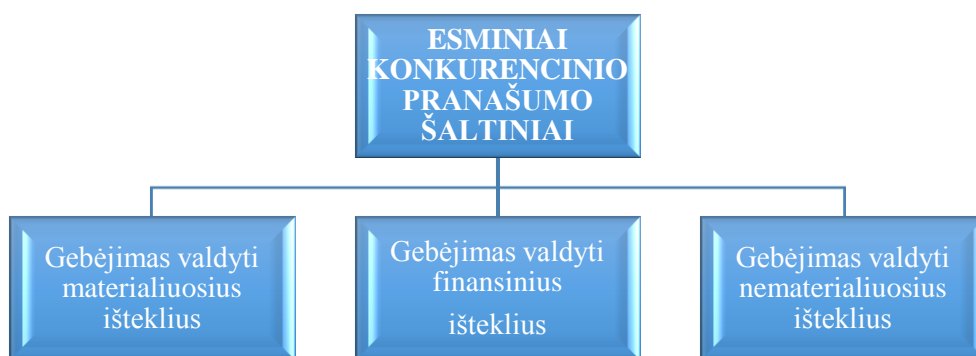 ESMINIAI
KONKURENCINIO
PRANAŠUMO
ŠALTINIAI
Gebėjimas valdyti
materialiuosius
išteklius
Gebėjimas valdyti
finansinius
išteklius
Gebėjimas valdyti
nematerialiuosius
išteklius